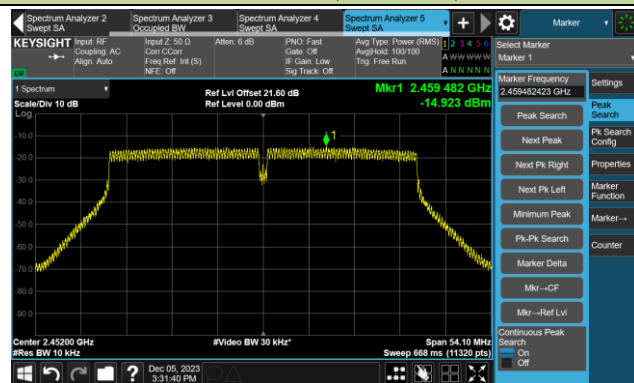 Spectrum Analyzer 2
Swept SA
Spectrum Analyzer 3
Occupied BW
Spectrum Analyzer 4
Swept SA
Spectrum Analyzer 5
Swept SA
Marker
KEYSIGHT
Input: RF
Coupling: AC
Align: Auto
Input Z: 50 Ω
Corr CCorr
Freq Ref: Int (S)
NFE: Off
Atten: 6 dB
PNO: Fast
Gate: Off
IF Gain: Low
Sig Track: Off
Avg Type: Power (RMS)
Avg|Hold: 100/100
Trig: Free Run
1 2 3 4 5 6
A W W W W W
A N N N N N
Select Marker
Marker 1
1 Spectrum
Scale/Div 10 dB
Log
Ref Lvl Offset 21.60 dB
Ref Level 0.00 dBm
Mkr1 2.459 482 GHz
-14.923 dBm
1
-10.0
-20.0
-30.0
-40.0
-50.0
-60.0
-70.0
-80.0
-90.0
Center 2.45200 GHz
#Res BW 10 kHz
#Video BW 30 kHz*
Span 54.10 MHz
Sweep 668 ms (11320 pts)
Marker Frequency
2.459482423 GHz
Peak Search
Next Peak
Next Pk Right
Next Pk Left
Minimum Peak
Pk-Pk Search
Marker Delta
Mkr→CF
Mkr→Ref Lvl
Continuous Peak
Search
On
Off
Settings
Peak
Search
Pk Search
Config
Properties
Marker
Function
Marker→
Counter
?
Dec 05, 2023
3:31:40 PM